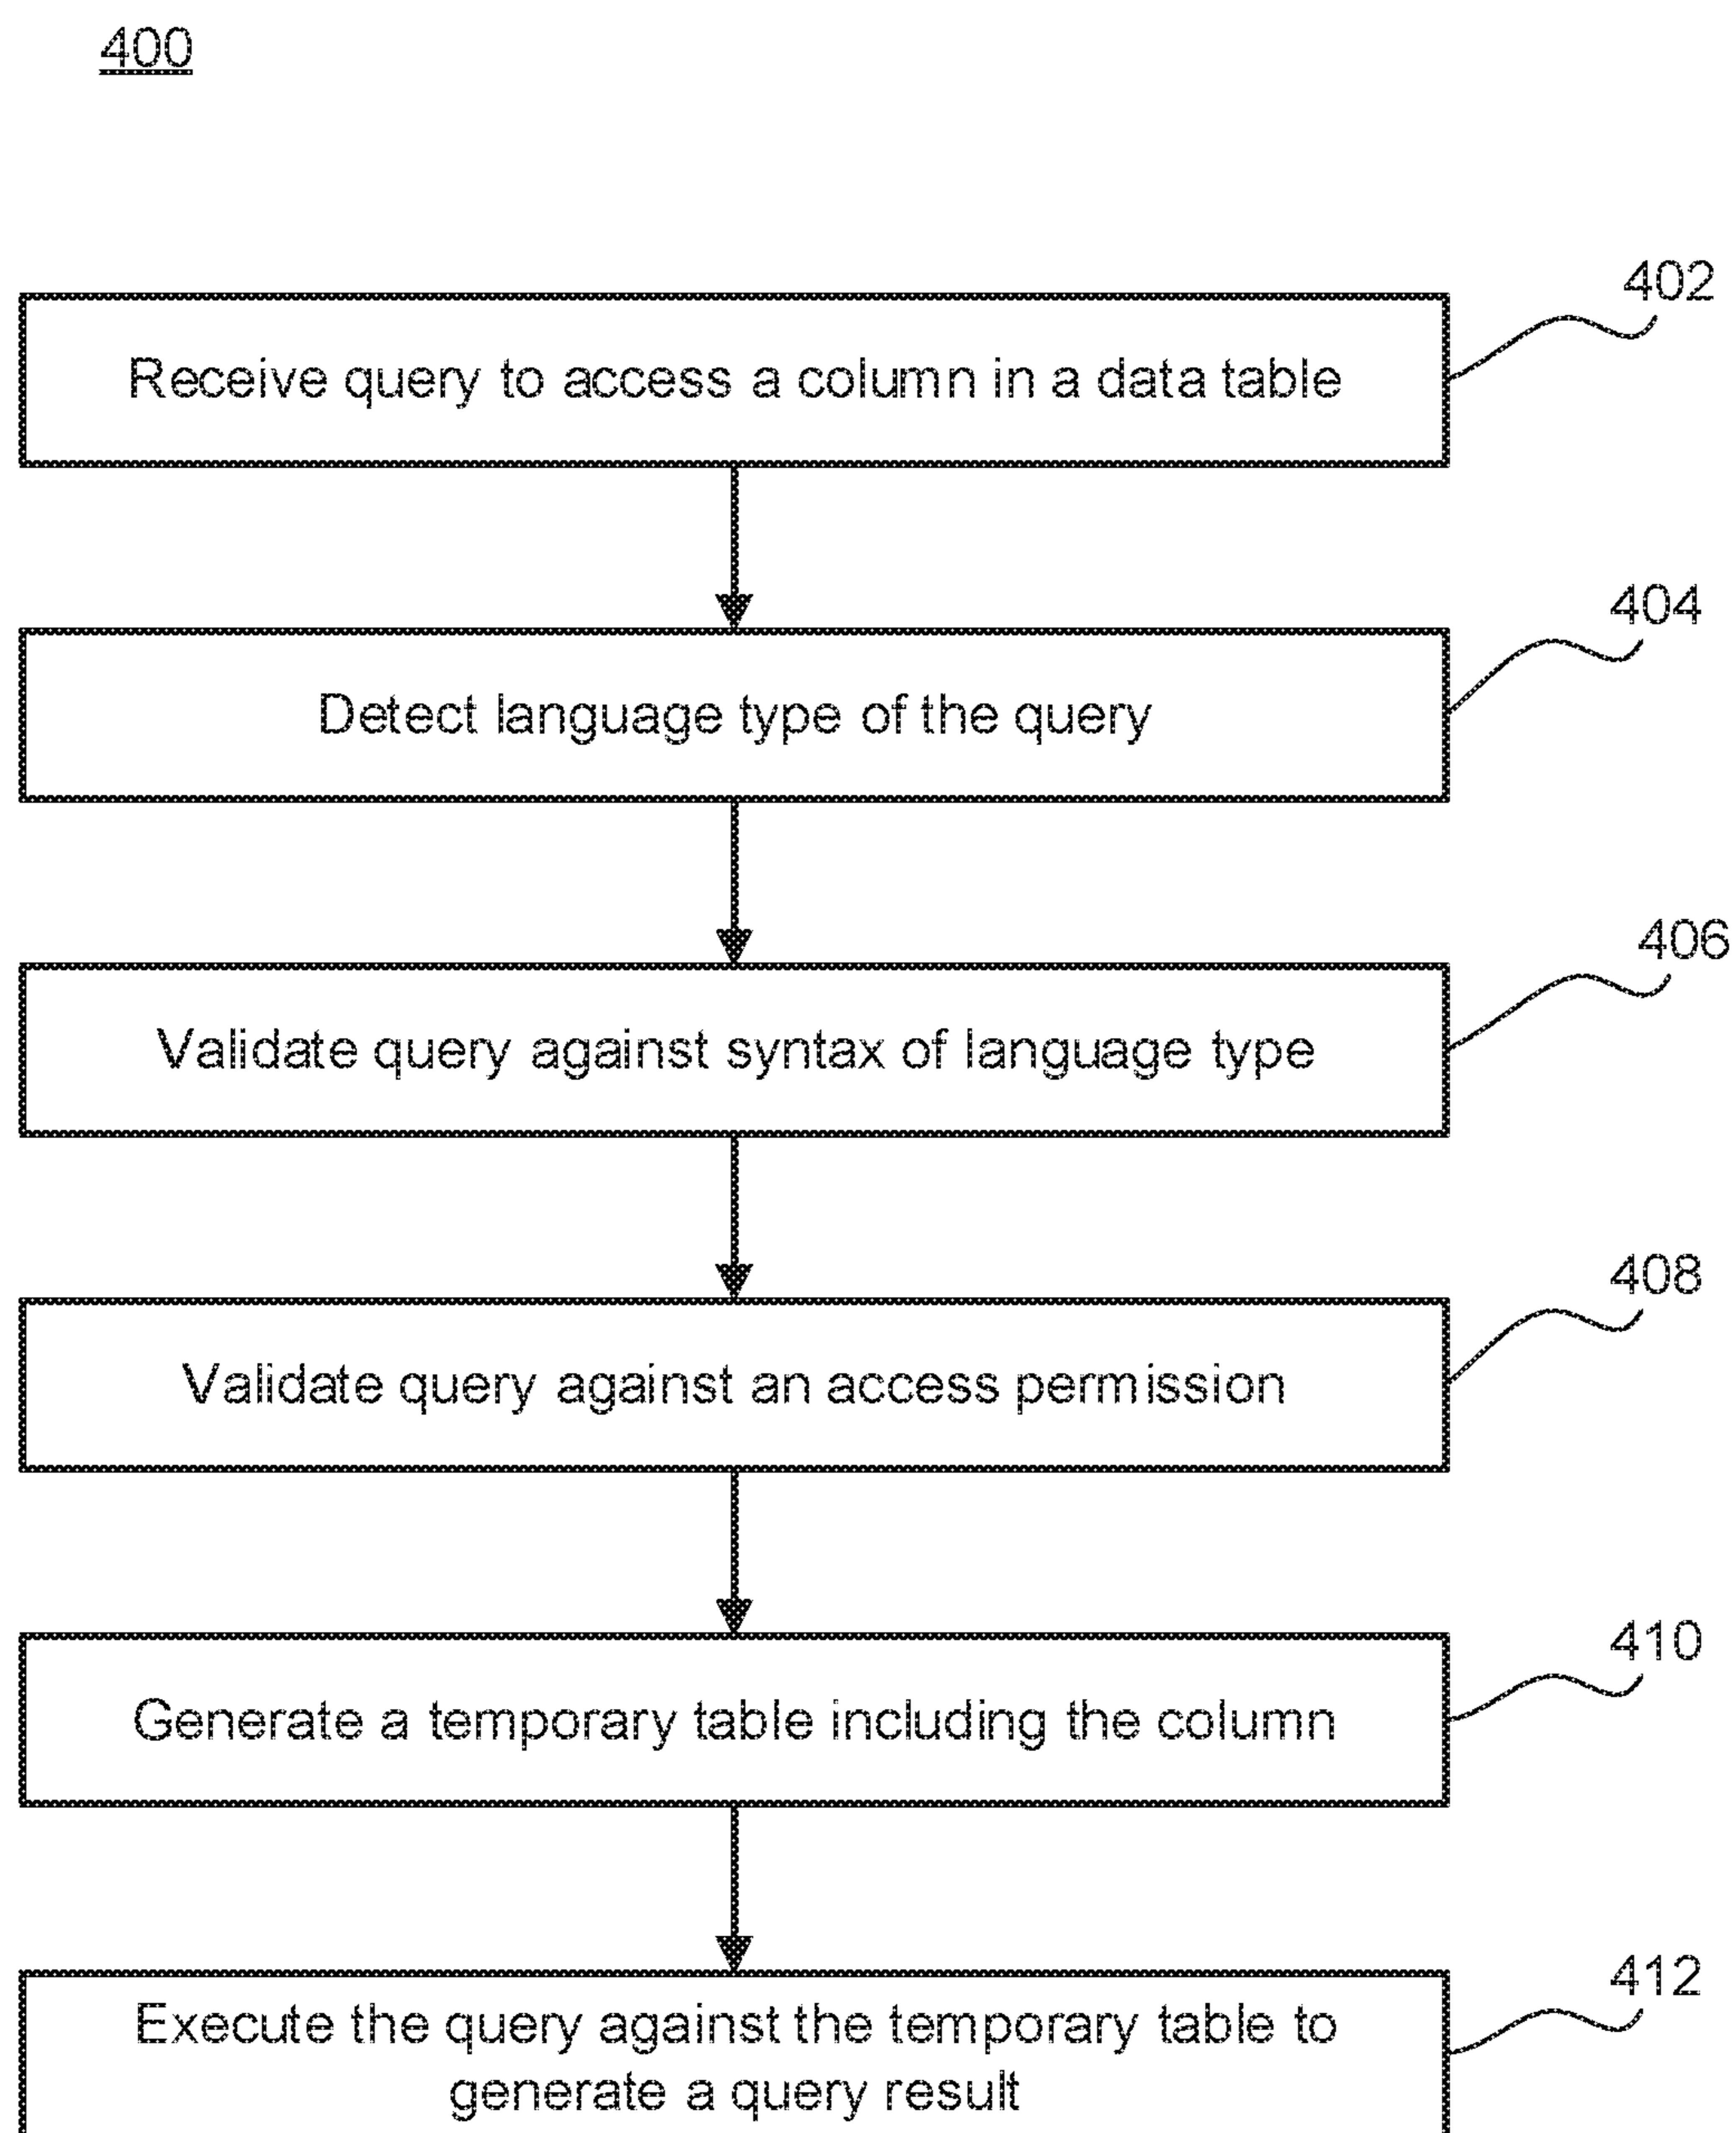 400
402
Receive query to access a column in a data table
404
Detect language type of the query
406
Validate query against syntax of language type
408
Validate query against an access permission
410
Generate a temporary table including the column
412
Execute the query against the temporary table to
generate a query result